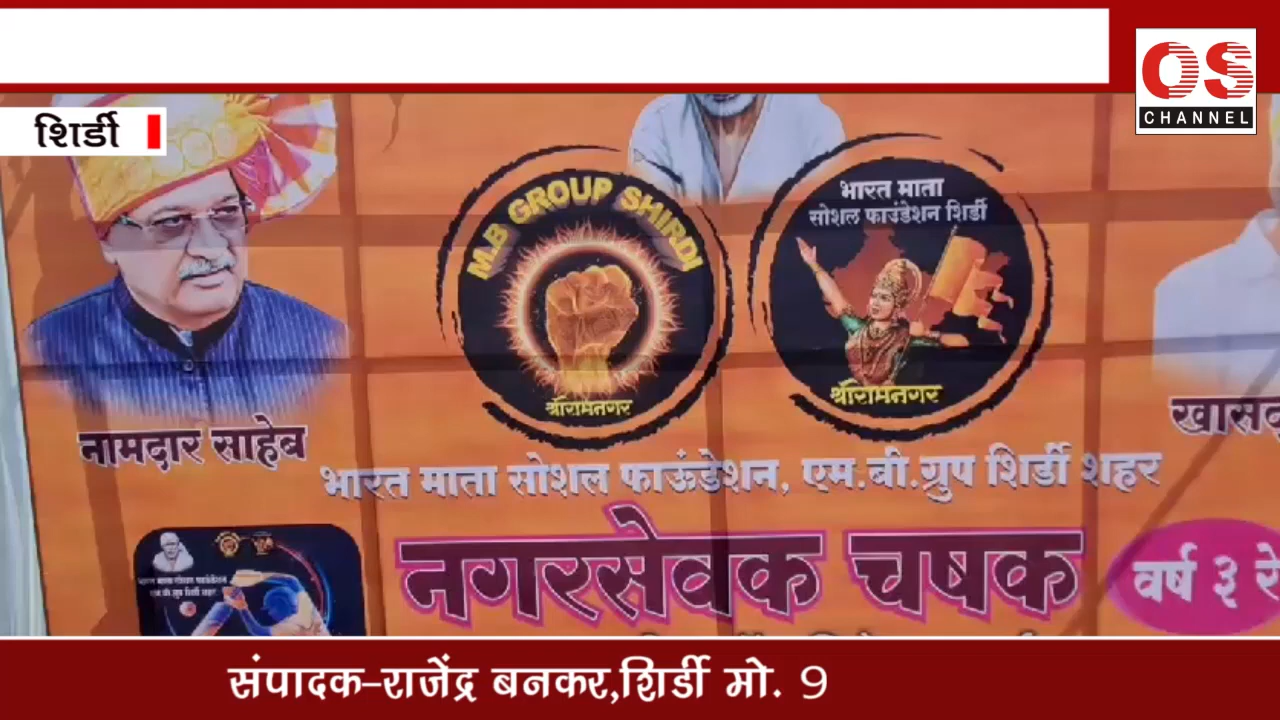 OS
CHANNEL
शिर्डी
M.B GROUP SHIRDI
श्रीरामनगर
भारत माता
सोशल फाउंडेशन शिर्डी
श्रीरामनगर
नामदार साहेब
भारत माता सोशल फाऊंडेशन, एम.बी.ग्रुप शिर्डी शहर
नगरसेवक चषक
वर्ष ३ रे
संपादक-राजेंद्र बनकर,शिर्डी मो. 9